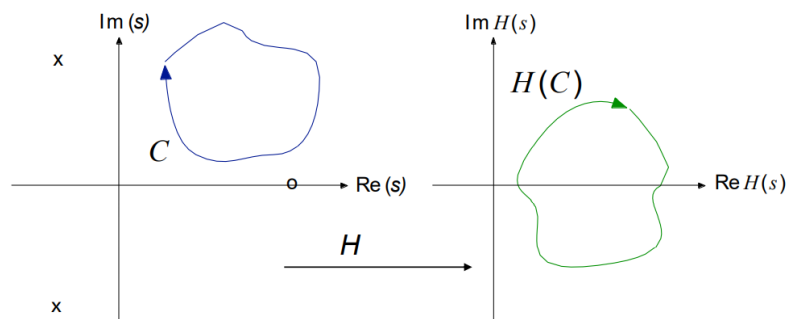 Im (s)
Im H(s)
x
H(C)
C
o
Re (s)
Re H(s)
H
x